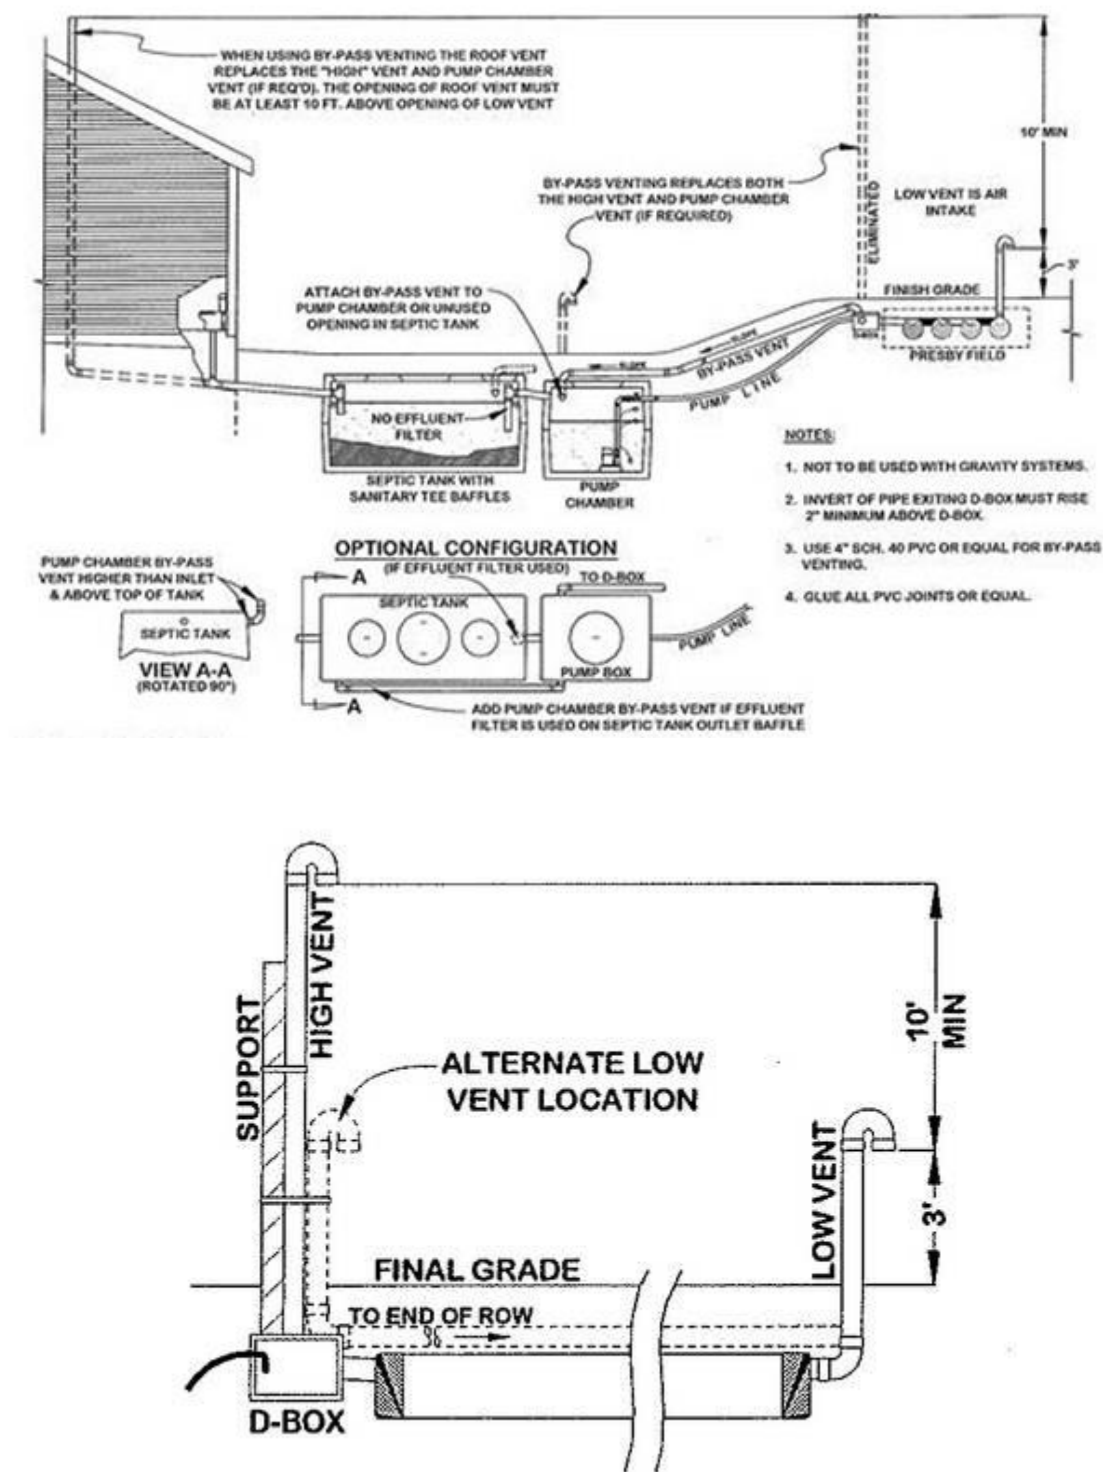 WHEN USING BY-PASS VENTING THE ROOF VENT
REPLACES THE "HIGH" VENT AND PUMP CHAMBER
VENT (IF REQ'D). THE OPENING OF ROOF VENT MUST
BE AT LEAST 10 FT. ABOVE OPENING OF LOW VENT
10' MIN
BY-PASS VENTING REPLACES BOTH
THE HIGH VENT AND PUMP CHAMBER
VENT (IF REQUIRED)
ELIMINATED
LOW VENT IS AIR
INTAKE
3'
FINISH GRADE
ATTACH BY-PASS VENT TO
PUMP CHAMBER OR UNUSED
OPENING IN SEPTIC TANK
SLOPE
SLOPE
BY-PASS VENT
PUMP LINE
D-BOX
PRESBY FIELD
NO EFFLUENT
FILTER
SEPTIC TANK WITH
SANITARY TEE BAFFLES
PUMP
CHAMBER
NOTES:
1. NOT TO BE USED WITH GRAVITY SYSTEMS.
2. INVERT OF PIPE EXITING D-BOX MUST RISE
2" MINIMUM ABOVE D-BOX.
3. USE 4" SCH. 40 PVC OR EQUAL FOR BY-PASS
VENTING.
4. GLUE ALL PVC JOINTS OR EQUAL.
OPTIONAL CONFIGURATION
(IF EFFLUENT FILTER USED)
PUMP CHAMBER BY-PASS
VENT HIGHER THAN INLET
& ABOVE TOP OF TANK
SEPTIC TANK
VIEW A-A
(ROTATED 90°)
A
SEPTIC TANK
TO D-BOX
PUMP LINE
PUMP BOX
A
ADD PUMP CHAMBER BY-PASS VENT IF EFFLUENT
FILTER IS USED ON SEPTIC TANK OUTLET BAFFLE
HIGH VENT
SUPPORT
10'
MIN
ALTERNATE LOW
VENT LOCATION
LOW VENT
3'
FINAL GRADE
TO END OF ROW
D-BOX